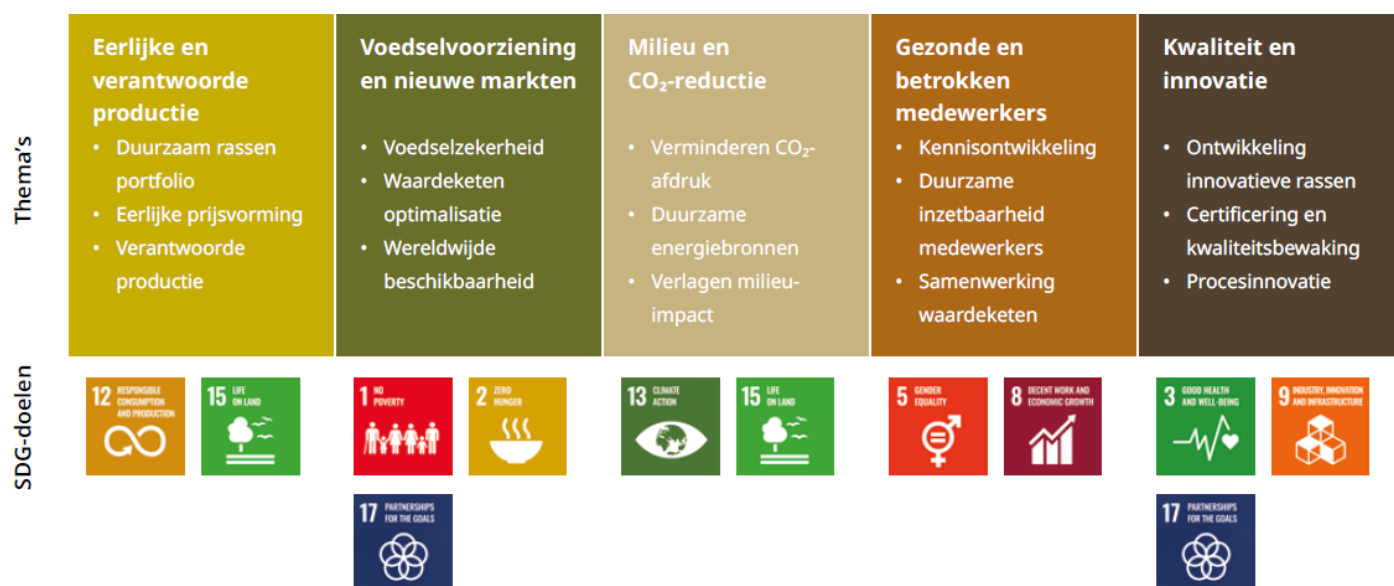 Thema's
Eerlijke en
verantwoorde
productie
• Duurzaam rassen
portfolio
• Eerlijke prijsvorming
• Verantwoorde
productie
Voedselvoorziening
en nieuwe markten
• Voedselzekerheid
• Waardeketen
optimalisatie
• Wereldwijde
beschikbaarheid
Milieu en
CO₂-reductie
• Verminderen CO₂-
afdruk
• Duurzame
energiebronnen
• Verlagen milieu-
impact
Gezonde en
betrokken
medewerkers
• Kennisontwikkeling
• Duurzame
inzetbaarheid
medewerkers
• Samenwerking
waardeketen
Kwaliteit en
innovatie
• Ontwikkeling
innovatieve rassen
• Certificering en
kwaliteitsbewaking
• Procesinnovatie
SDG-doelen
12 RESPONSIBLE
CONSUMPTION
AND PRODUCTION
15 LIFE
ON LAND
1 NO
POVERTY
2 ZERO
HUNGER
17 PARTNERSHIPS
FOR THE GOALS
13 CLIMATE
ACTION
15 LIFE
ON LAND
5 GENDER
EQUALITY
8 DECENT WORK AND
ECONOMIC GROWTH
3 GOOD HEALTH
AND WELL-BEING
9 INDUSTRY, INNOVATION
AND INFRASTRUCTURE
17 PARTNERSHIPS
FOR THE GOALS